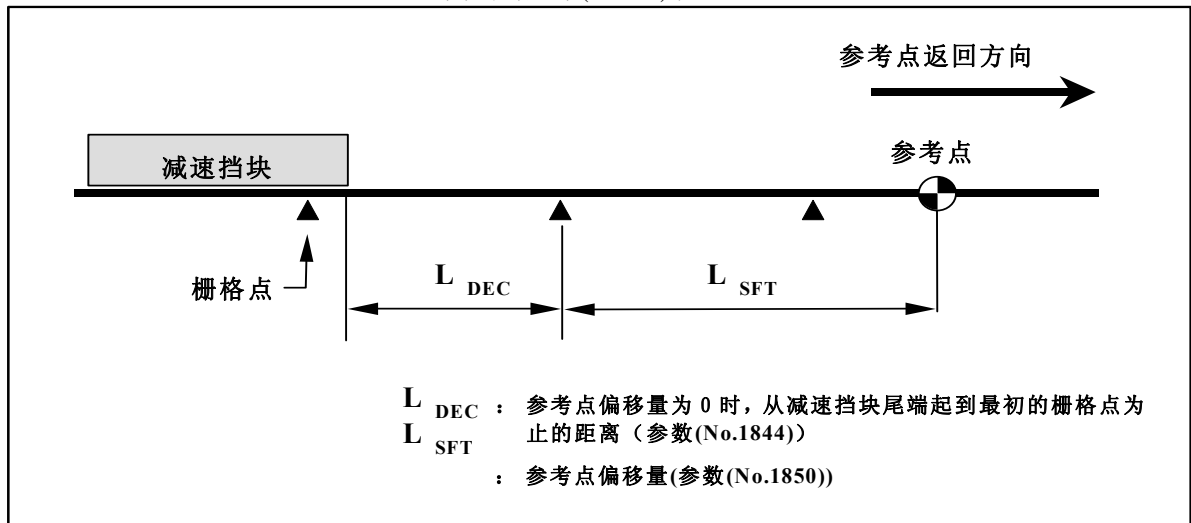 参考点返回方向
减速挡块
参考点
栅格点
L DEC
L SFT
L DEC : 参考点偏移量为 0 时，从减速挡块尾端起到最初的栅格点为
L SFT 止的距离（参数(No.1844)）
: 参考点偏移量(参数(No.1850))